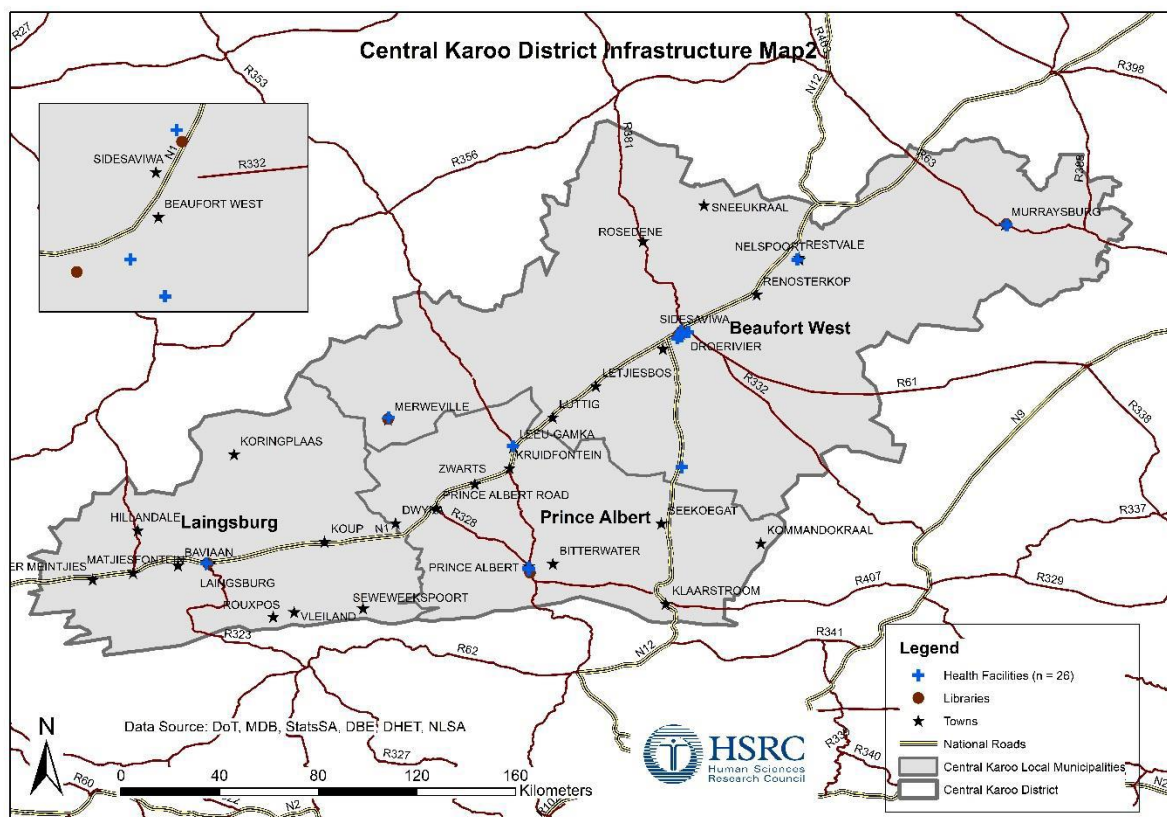 Central Karoo District Infrastructure Map2
R27
R353
R356
R381
N12
R398
R63
SIDESAVIWA
N1
R332
BEAUFORT WEST
SNEEUKRAAL
MURRAYSBURG
ROSEDENE
NELSPOORT
RESTVALE
RENOSTERKOP
SIDESAVIWA
Beaufort West
DROERIVIER
LETJIESBOS
R332
R61
N9
R338
MERWEVILLE
LUTTIG
LEEU-GAMKA
KRUIDFONTEIN
KORINGPLAAS
ZWARTS
PRINCE ALBERT ROAD
HILLANDALE
Laingsburg
KOUP
N1
DWYKA
R328
Prince Albert
SEEKOEGAT
KOMMANDOKRAAL
R337
MATJIESFONTEIN
BAVIAAN
ER MEINTJIES
BITTERWATER
PRINCE ALBERT
LAINGSBURG
R407
R329
ROUXPOS
VLEILAND
SEWEWEEKSPOORT
KLAARSTROOM
R323
R62
N12
R341
Legend
Health Facilities (n = 26)
Libraries
Towns
National Roads
Central Karoo Local Municipalities
Central Karoo District
N
Data Source: DoT, MDB, StatsSA, DBE, DHET, NLSA
R327
R60
N2
0 40 80 120 160
Kilometers
HSRC
Human Sciences
Research Council
R340